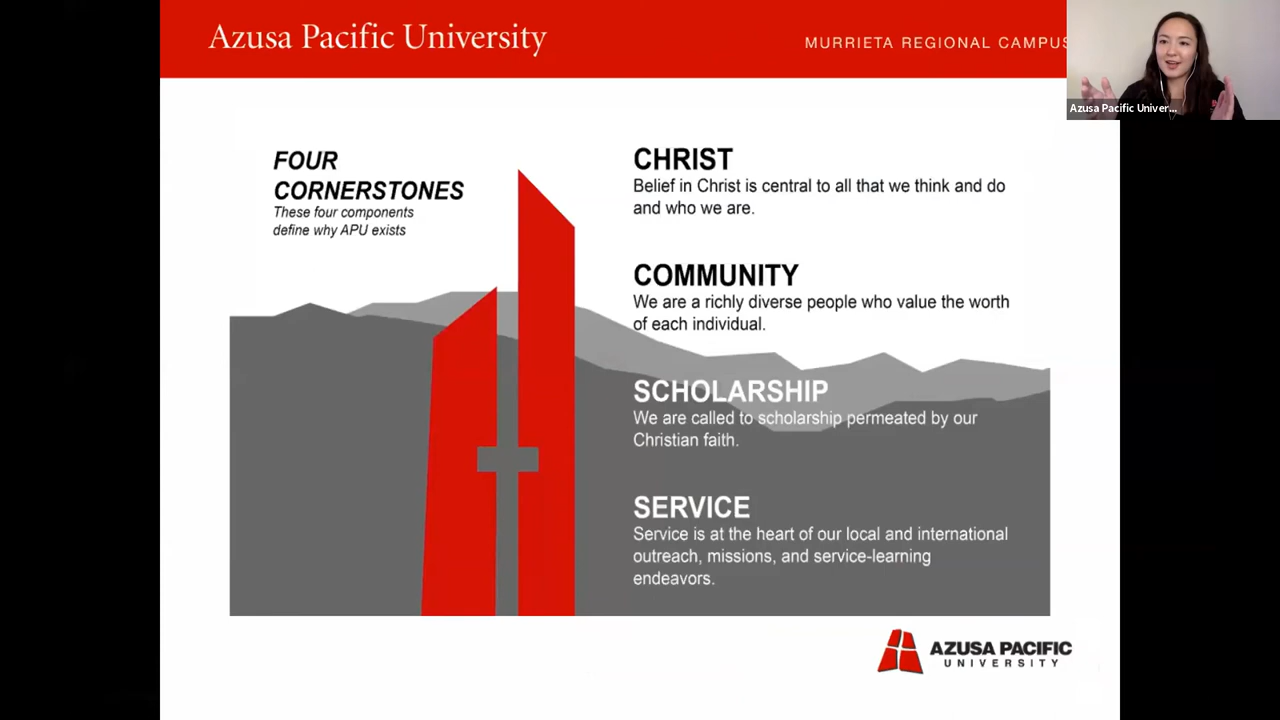 Azusa Pacific University
MURRIETA REGIONAL CAMPUS
Azusa Pacific Univer...
FOUR
CORNERSTONES
These four components
define why APU exists
CHRIST
Belief in Christ is central to all that we think and do
and who we are.
COMMUNITY
We are a richly diverse people who value the worth
of each individual.
SCHOLARSHIP
We are called to scholarship permeated by our
Christian faith.
SERVICE
Service is at the heart of our local and international
outreach, missions, and service-learning
endeavors.
AZUSA PACIFIC
UNIVERSITY